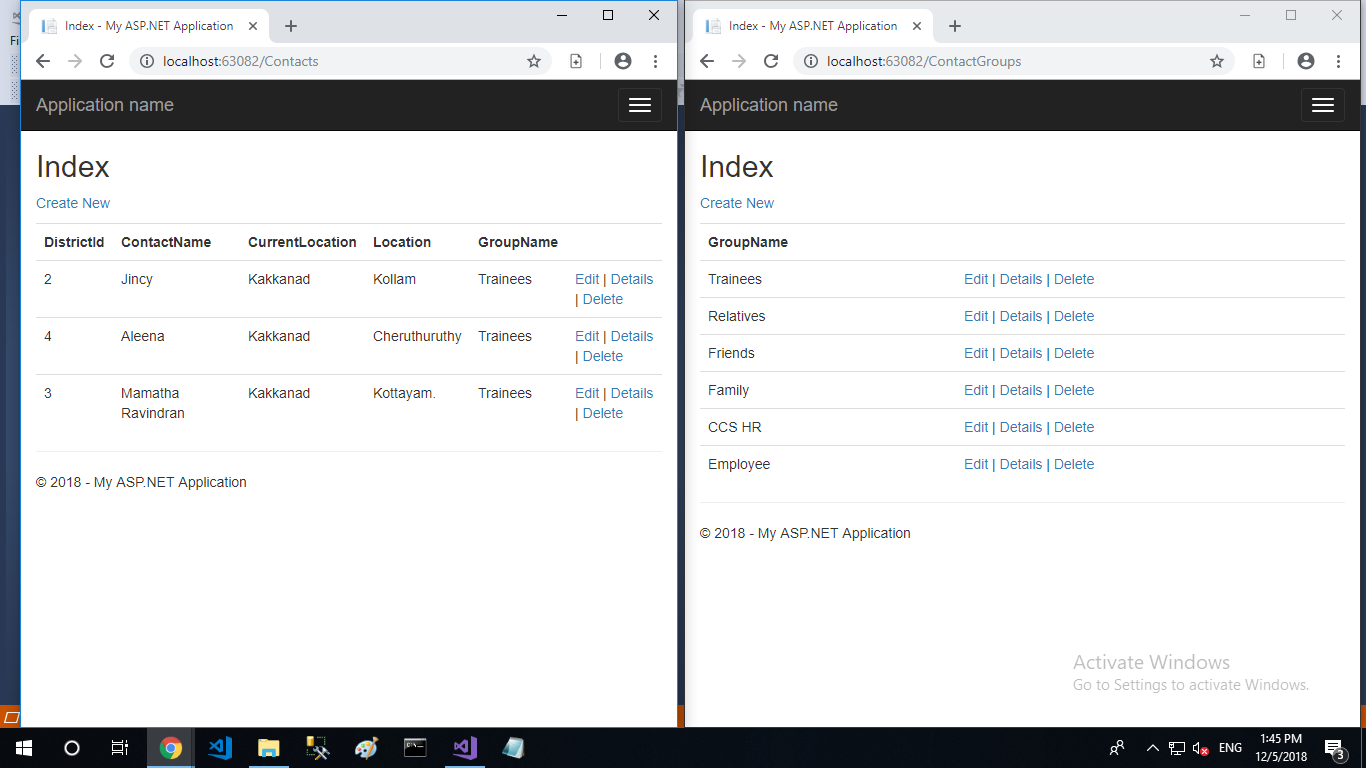 Fi
Index - My ASP.NET Application
localhost:63082/Contacts
Application name
Index
Create New
DistrictId ContactName CurrentLocation Location GroupName
2 Jincy Kakkanad Kollam Trainees Edit | Details
| Delete
4 Aleena Kakkanad Cheruthuruthy Trainees Edit | Details
| Delete
3 Mamatha Kakkanad Kottayam. Trainees Edit | Details
Ravindran | Delete
© 2018 - My ASP.NET Application
Index - My ASP.NET Application
localhost:63082/ContactGroups
Application name
Index
Create New
GroupName
Trainees Edit | Details | Delete
Relatives Edit | Details | Delete
Friends Edit | Details | Delete
Family Edit | Details | Delete
CCS HR Edit | Details | Delete
Employee Edit | Details | Delete
© 2018 - My ASP.NET Application
Activate Windows
Go to Settings to activate Windows.
ENG
1:45 PM
12/5/2018
3